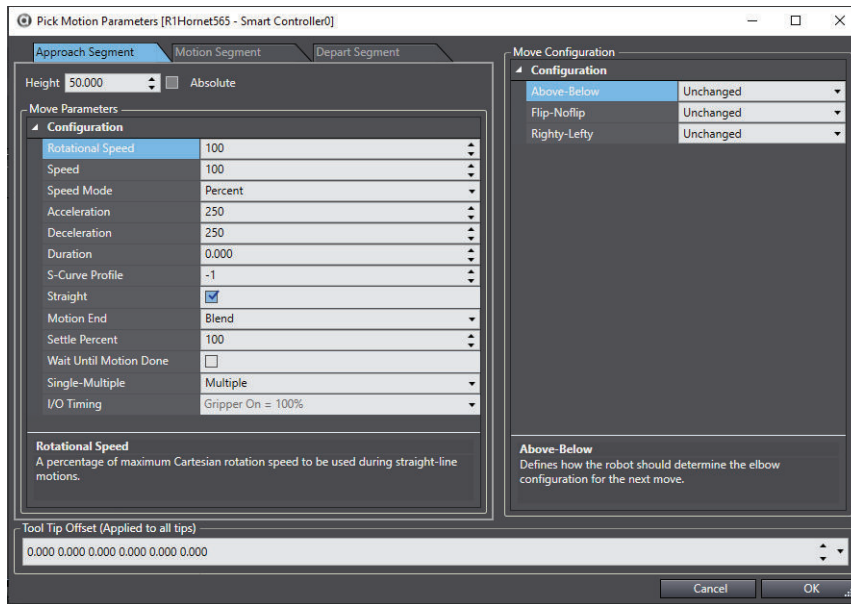 Pick Motion Parameters [R1Hornet565 - Smart Controller0]
Approach Segment
Motion Segment
Depart Segment
Height 50.000 Absolute
Move Parameters
Configuration
Rotational Speed 100
Speed 100
Speed Mode Percent
Acceleration 250
Deceleration 250
Duration 0.000
S-Curve Profile -1
Straight
Motion End Blend
Settle Percent 100
Wait Until Motion Done
Single-Multiple Multiple
I/O Timing Gripper On = 100%
Rotational Speed
A percentage of maximum Cartesian rotation speed to be used during straight-line
motions.
Move Configuration
Configuration
Above-Below Unchanged
Flip-Noflip Unchanged
Righty-Lefty Unchanged
Above-Below
Defines how the robot should determine the elbow
configuration for the next move.
Tool Tip Offset (Applied to all tips)
0.000 0.000 0.000 0.000 0.000 0.000
Cancel
OK